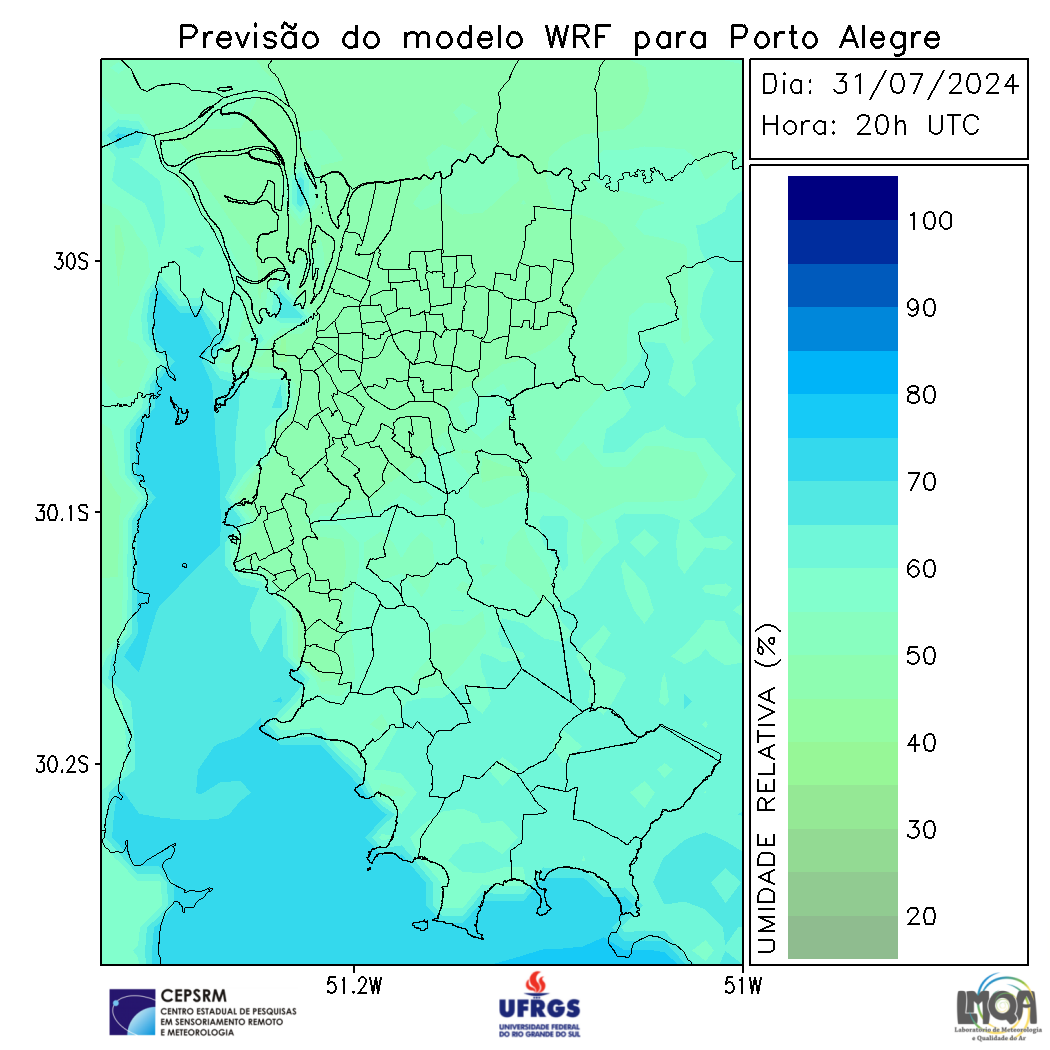 Previsão do modelo WRF para Porto Alegre
Dia: 31/07/2024
Hora: 20h UTC
30S
30.1S
30.2S
51.2W
51W
UMIDADE RELATIVA (%)
100
90
80
70
60
50
40
30
20
CEPSRM
CENTRO ESTADUAL DE PESQUISAS
EM SENSORIAMENTO REMOTO
E METEOROLOGIA
UFRGS
UNIVERSIDADE FEDERAL
DO RIO GRANDE DO SUL
LMQA
Laboratório de Meteorologia
e Qualidade do Ar